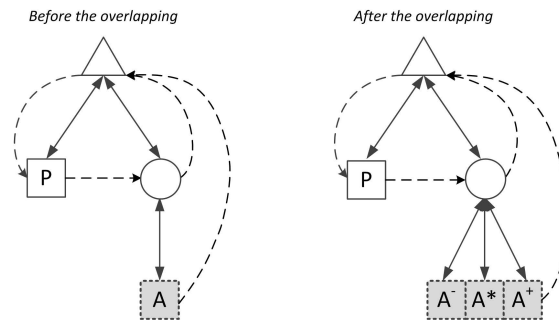 Before the overlapping
After the overlapping
P
P
A
A⁻ A* A⁺